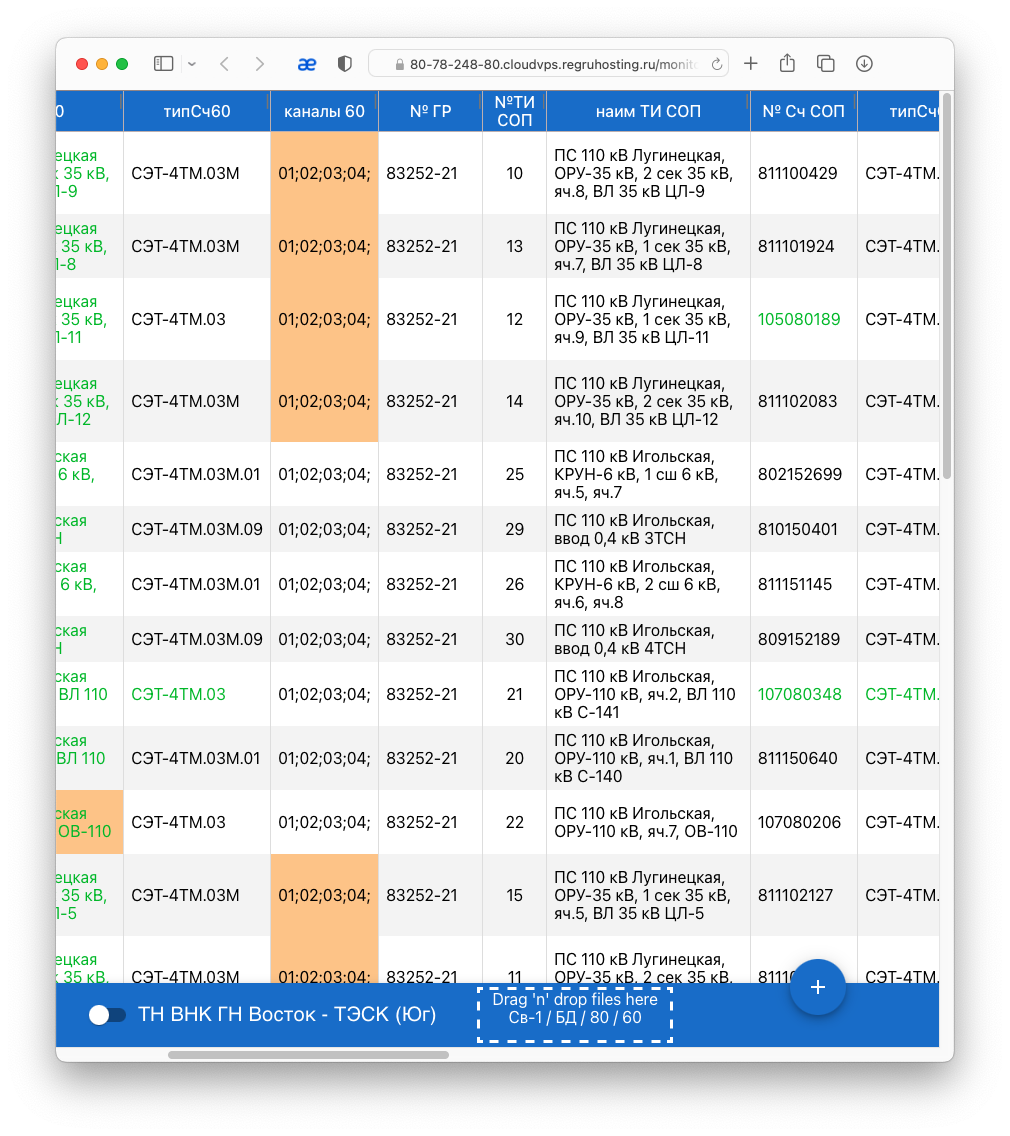 80-78-248-80.cloudvps.regruhosting.ru/monito
0
типСч60
каналы 60
№ ГР
№ТИ
СОП
наим ТИ СОП
№ Сч СОП
типСч
ецкая
35 кВ,
Л-9
СЭТ-4ТМ.03М
01;02;03;04;
83252-21
10
ПС 110 кВ Лугинецкая,
ОРУ-35 кВ, 2 сек 35 кВ,
яч.8, ВЛ 35 кВ ЦЛ-9
811100429
СЭТ-4ТМ.
ецкая
35 кВ,
Л-8
СЭТ-4ТМ.03М
01;02;03;04;
83252-21
13
ПС 110 кВ Лугинецкая,
ОРУ-35 кВ, 1 сек 35 кВ,
яч.7, ВЛ 35 кВ ЦЛ-8
811101924
СЭТ-4ТМ.
ецкая
35 кВ,
Л-11
СЭТ-4ТМ.03
01;02;03;04;
83252-21
12
ПС 110 кВ Лугинецкая,
ОРУ-35 кВ, 1 сек 35 кВ,
яч.9, ВЛ 35 кВ ЦЛ-11
105080189
СЭТ-4ТМ.
ецкая
35 кВ,
Л-12
СЭТ-4ТМ.03М
01;02;03;04;
83252-21
14
ПС 110 кВ Лугинецкая,
ОРУ-35 кВ, 2 сек 35 кВ,
яч.10, ВЛ 35 кВ ЦЛ-12
811102083
СЭТ-4ТМ.
ская
6 кВ,
СЭТ-4ТМ.03М.01
01;02;03;04;
83252-21
25
ПС 110 кВ Игольская,
КРУН-6 кВ, 1 сш 6 кВ,
яч.5, яч.7
802152699
СЭТ-4ТМ.
ская
Н
СЭТ-4ТМ.03М.09
01;02;03;04;
83252-21
29
ПС 110 кВ Игольская,
ввод 0,4 кВ 3ТСН
810150401
СЭТ-4ТМ.
ская
6 кВ,
СЭТ-4ТМ.03М.01
01;02;03;04;
83252-21
26
ПС 110 кВ Игольская,
КРУН-6 кВ, 2 сш 6 кВ,
яч.6, яч.8
811151145
СЭТ-4ТМ.
ская
Н
СЭТ-4ТМ.03М.09
01;02;03;04;
83252-21
30
ПС 110 кВ Игольская,
ввод 0,4 кВ 4ТСН
809152189
СЭТ-4ТМ.
ская
ВЛ 110
СЭТ-4ТМ.03
01;02;03;04;
83252-21
21
ПС 110 кВ Игольская,
ОРУ-110 кВ, яч.2, ВЛ 110
кВ С-141
107080348
СЭТ-4ТМ.
ская
ВЛ 110
СЭТ-4ТМ.03М.01
01;02;03;04;
83252-21
20
ПС 110 кВ Игольская,
ОРУ-110 кВ, яч.1, ВЛ 110
кВ С-140
811150640
СЭТ-4ТМ.
ская
ОВ-110
СЭТ-4ТМ.03
01;02;03;04;
83252-21
22
ПС 110 кВ Игольская,
ОРУ-110 кВ, яч.7, ОВ-110
107080206
СЭТ-4ТМ.
ецкая
35 кВ,
Л-5
СЭТ-4ТМ.03М
01;02;03;04;
83252-21
15
ПС 110 кВ Лугинецкая,
ОРУ-35 кВ, 1 сек 35 кВ,
яч.5, ВЛ 35 кВ ЦЛ-5
811102127
СЭТ-4ТМ.
ецкая
35 кВ,
СЭТ-4ТМ.03М
01;02;03;04;
83252-21
11
ПС 110 кВ Лугинецкая,
ОРУ-35 кВ, 2 сек 35 кВ,
СЭТ-4ТМ.
ТН ВНК ГН Восток - ТЭСК (Юг)
Drag 'n' drop files here
Св-1 / БД / 80 / 60
+